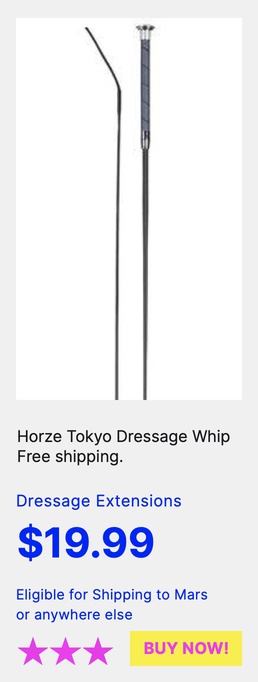 Horze Tokyo Dressage Whip
Free shipping.
Dressage Extensions
$19.99
Eligible for Shipping to Mars
or anywhere else
BUY NOW!